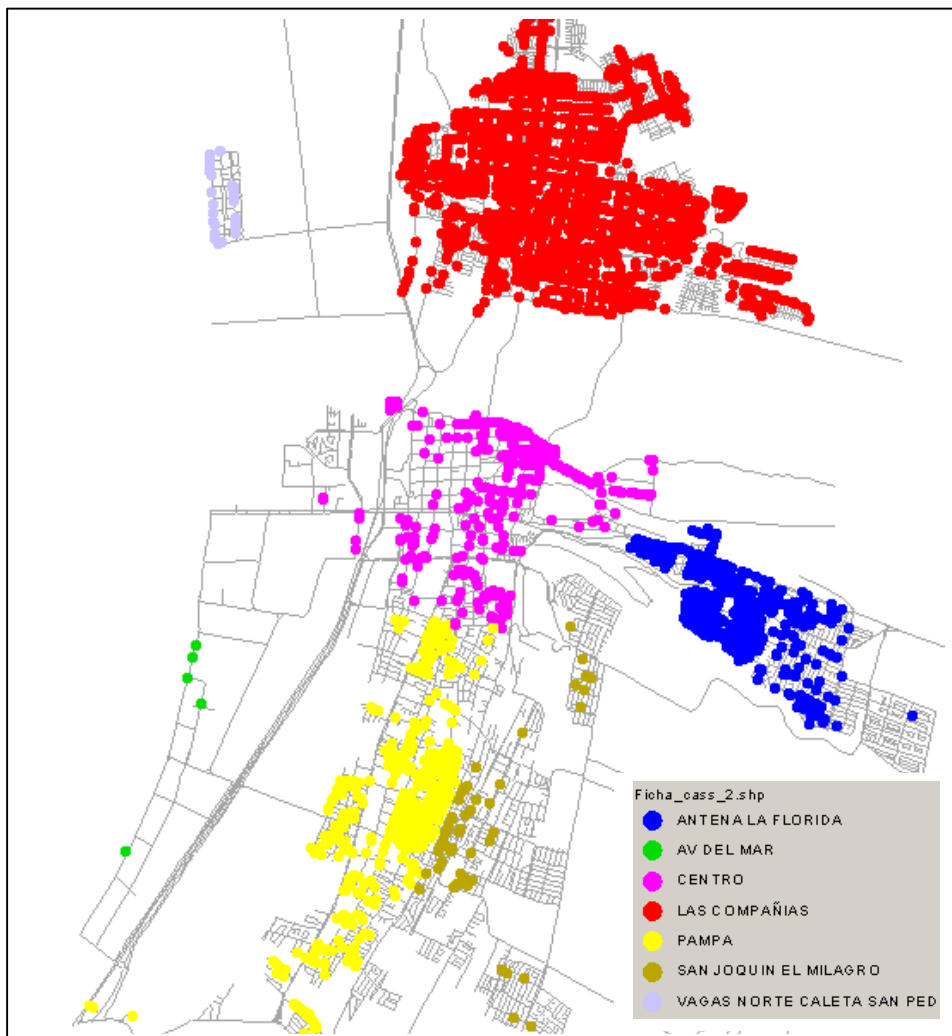 Ficha_cass_2.shp
ANTENA LA FLORIDA
AV DEL MAR
CENTRO
LAS COMPAÑIAS
PAMPA
SAN JOQUIN EL MILAGRO
VAGAS NORTE CALETA SAN PED